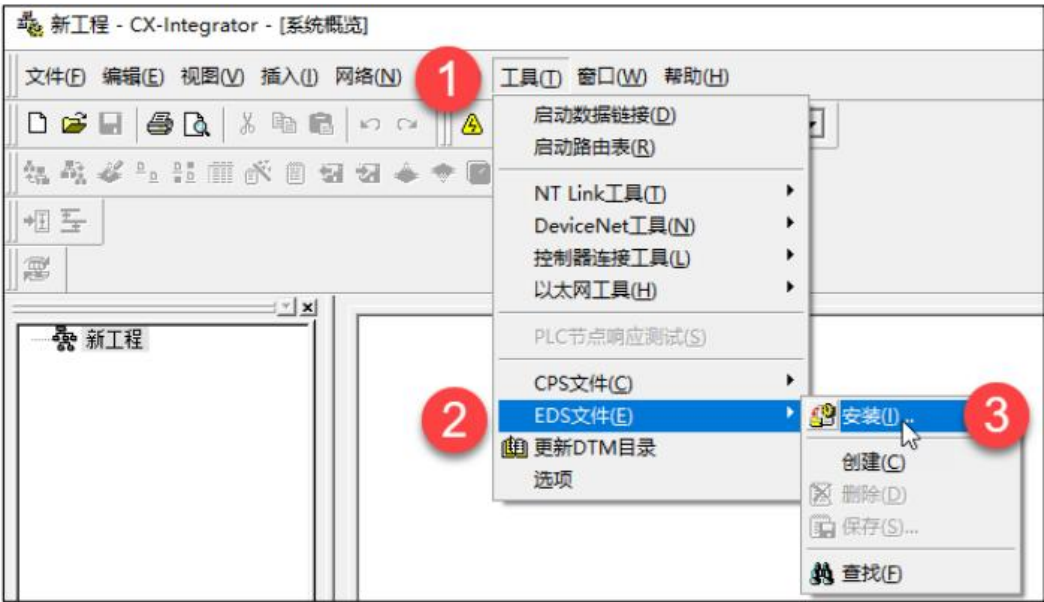 新工程 - CX-Integrator - [系统概览]
文件(F) 编辑(E) 视图(V) 插入(I) 网络(N) 1 工具(T) 窗口(W) 帮助(H)
启动数据链接(D)
启动路由表(R)
NT Link工具(T)
DeviceNet工具(N)
控制器连接工具(L)
以太网工具(H)
新工程
PLC节点响应测试(S)
CPS文件(C)
2 EDS文件(E)
更新DTM目录
选项
安装(I)... 3
创建(C)
删除(D)
保存(S)...
查找(F)